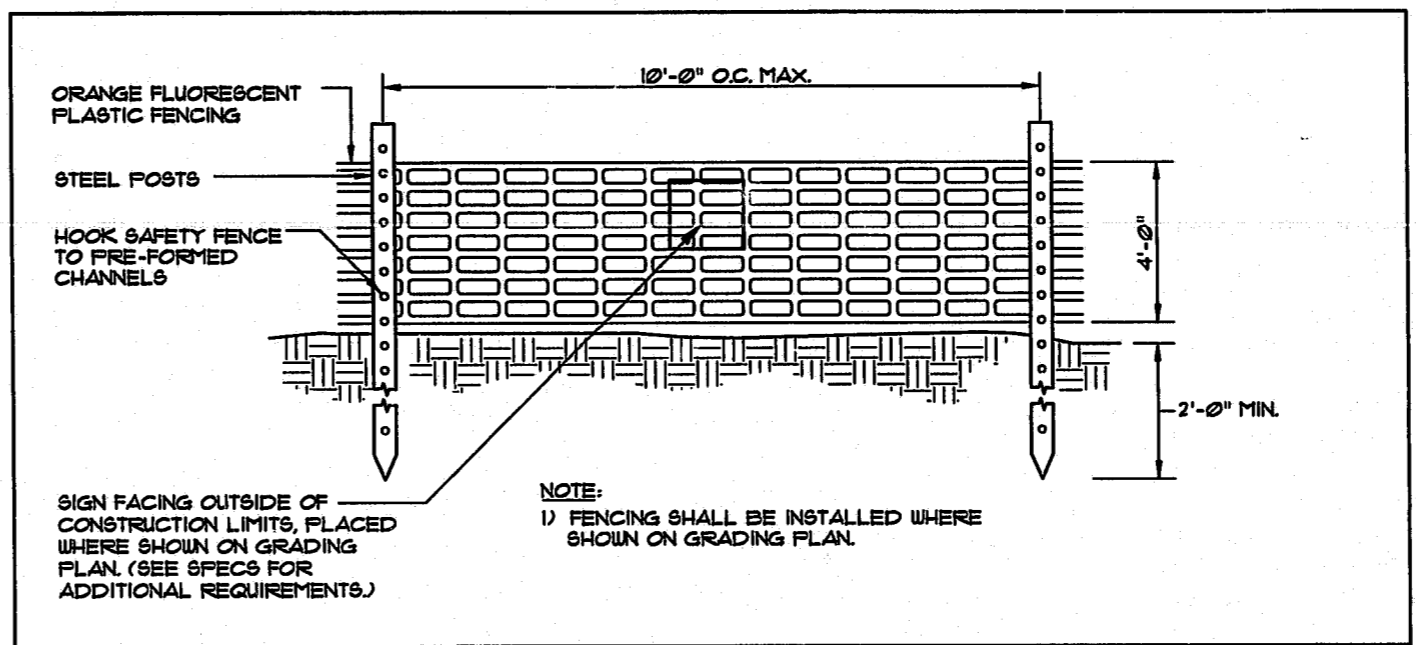 10'-0" O.C. MAX.
ORANGE FLUORESCENT
PLASTIC FENCING
STEEL POSTS
HOOK SAFETY FENCE
TO PRE-FORMED
CHANNELS
4'-0"
2'-0" MIN.
SIGN FACING OUTSIDE OF
CONSTRUCTION LIMITS, PLACED
WHERE SHOWN ON GRADING
PLAN. (SEE SPECS FOR
ADDITIONAL REQUIREMENTS.)
NOTE:
1) FENCING SHALL BE INSTALLED WHERE
SHOWN ON GRADING PLAN.